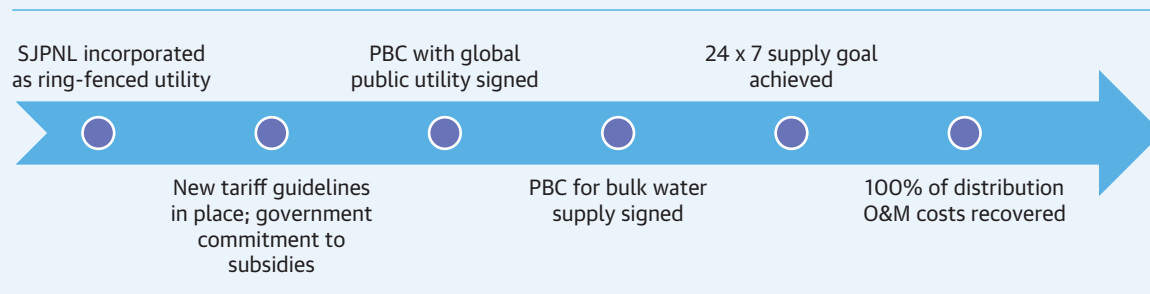 SJPNL incorporated
as ring-fenced utility
New tariff guidelines
in place; government
commitment to
subsidies
PBC with global
public utility signed
PBC for bulk water
supply signed
24 x 7 supply goal
achieved
100% of distribution
O&M costs recovered